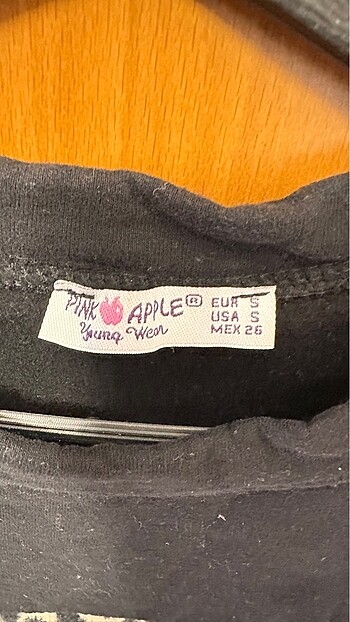 PINK APPLE®
Young Wear
EUR S
USA S
MEX 26